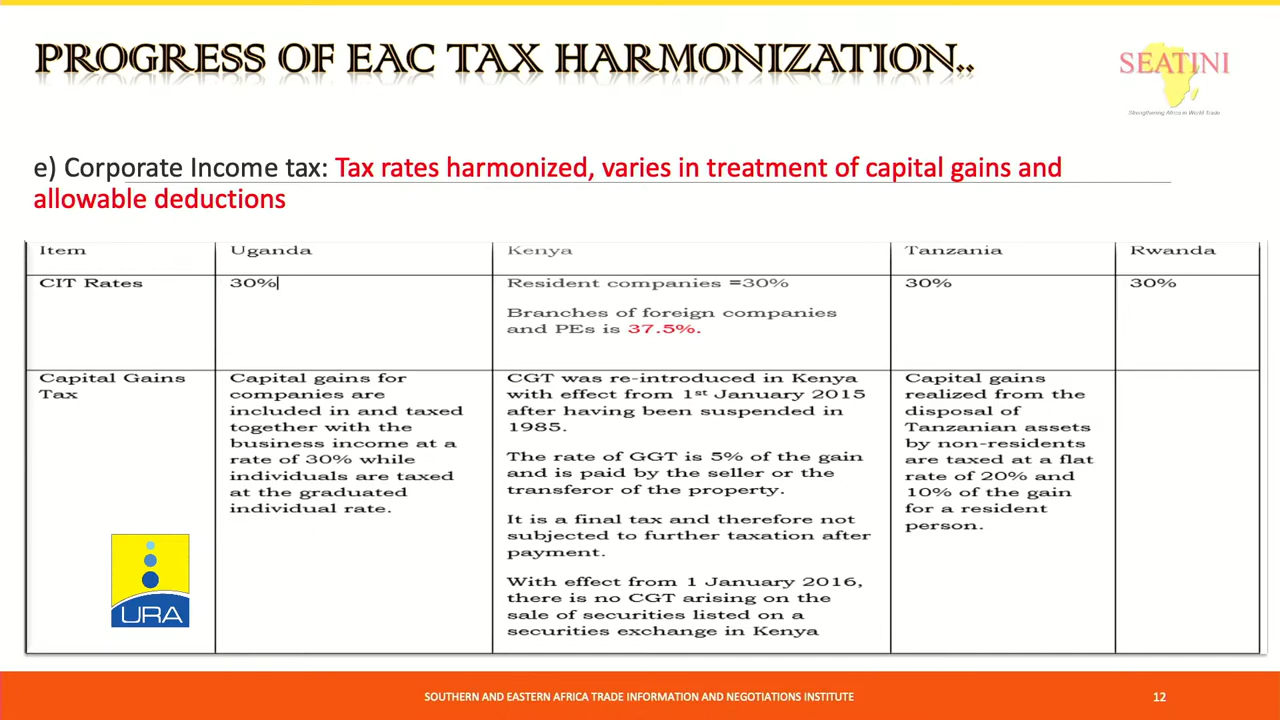 PROGRESS OF EAC TAX HARMONIZATION..
SEATINI
Strengthening Africa in World Trade
e) Corporate Income tax: Tax rates harmonized, varies in treatment of capital gains and
allowable deductions
Item
Uganda
Kenya
Tanzania
Rwanda
CIT Rates
30%
Resident companies =30%
Branches of foreign companies
and PEs is 37.5%.
30%
30%
Capital Gains
Tax
Capital gains for
companies are
included in and taxed
together with the
business income at a
rate of 30% while
individuals are taxed
at the graduated
individual rate.
CGT was re-introduced in Kenya
with effect from 1st January 2015
after having been suspended in
1985.
The rate of GGT is 5% of the gain
and is paid by the seller or the
transferor of the property.
It is a final tax and therefore not
subjected to further taxation after
payment.
With effect from 1 January 2016,
there is no CGT arising on the
sale of securities listed on a
securities exchange in Kenya
Capital gains
realized from the
disposal of
Tanzanian assets
by non-residents
are taxed at a flat
rate of 20% and
10% of the gain
for a resident
person.
URA
SOUTHERN AND EASTERN AFRICA TRADE INFORMATION AND NEGOTIATIONS INSTITUTE
12